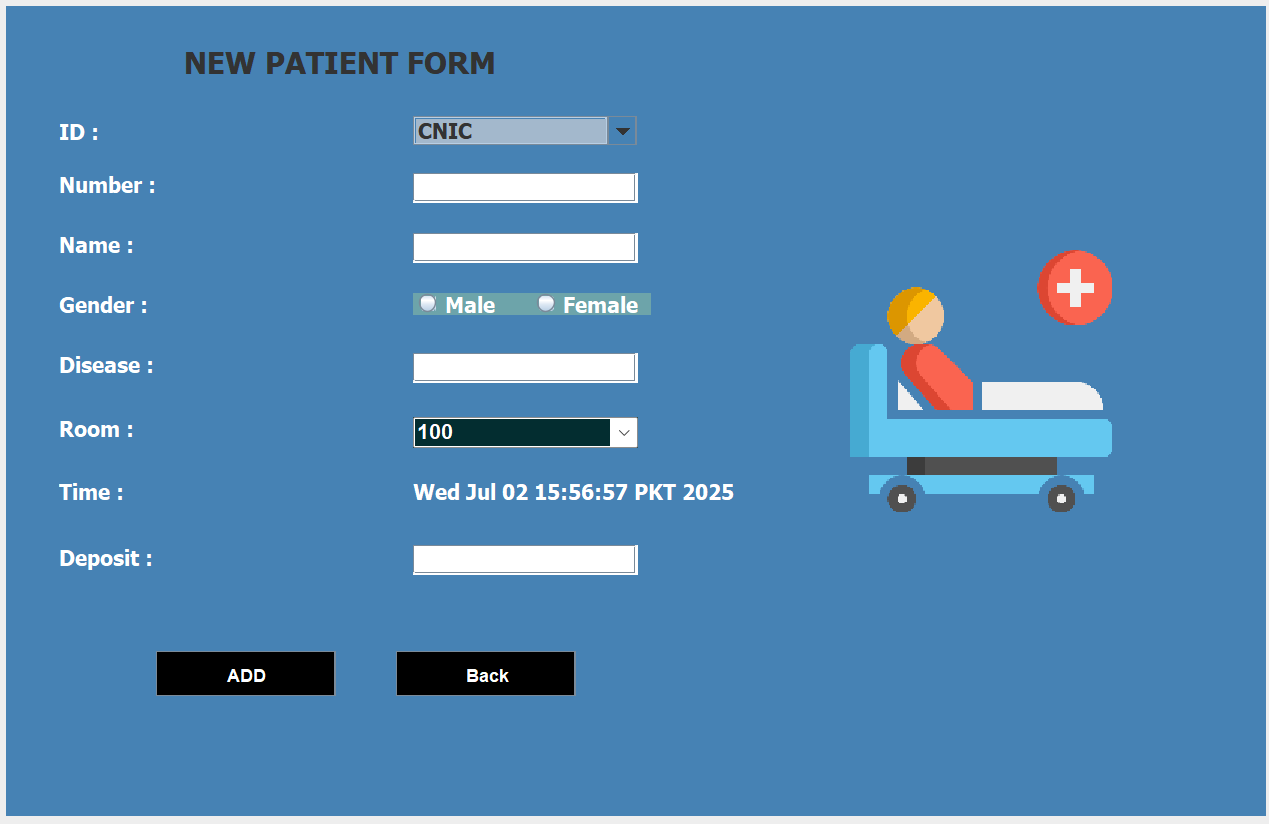 NEW PATIENT FORM
ID : CNIC
Number :
Name :
Gender : Male Female
Disease :
Room : 100
Time : Wed Jul 02 15:56:57 PKT 2025
Deposit :
ADD Back